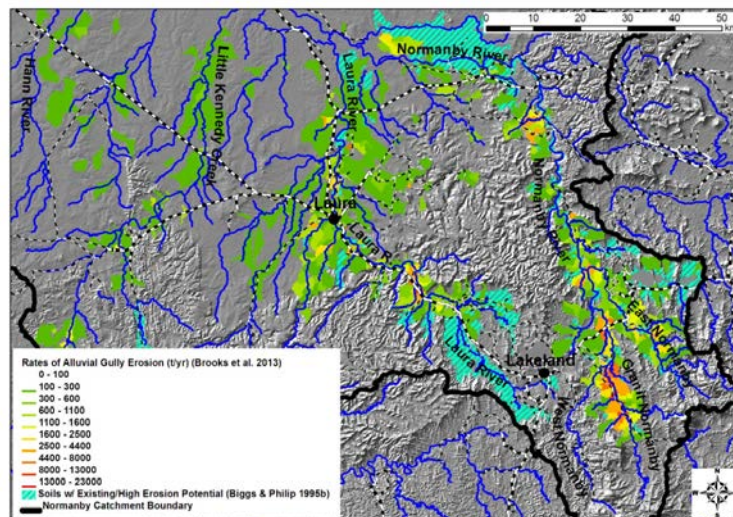 0 10 20 30 40 50
km
Normanby River
Hann River
Little Kennedy
Laura River
Normanby River
Laura
Laura R.
East Normanby
Laura River
Lakeland
Granit Normanby
West Normanby
Rates of Alluvial Gully Erosion (t/yr) (Brooks et al. 2013)
0 - 100
100 - 300
300 - 600
600 - 1100
1100 - 1600
1600 - 2500
2500 - 4400
4400 - 8000
8000 - 13000
13000 - 23000
Soils w/ Existing/High Erosion Potential (Biggs & Philip 1995b)
Normanby Catchment Boundary
N
W E
S